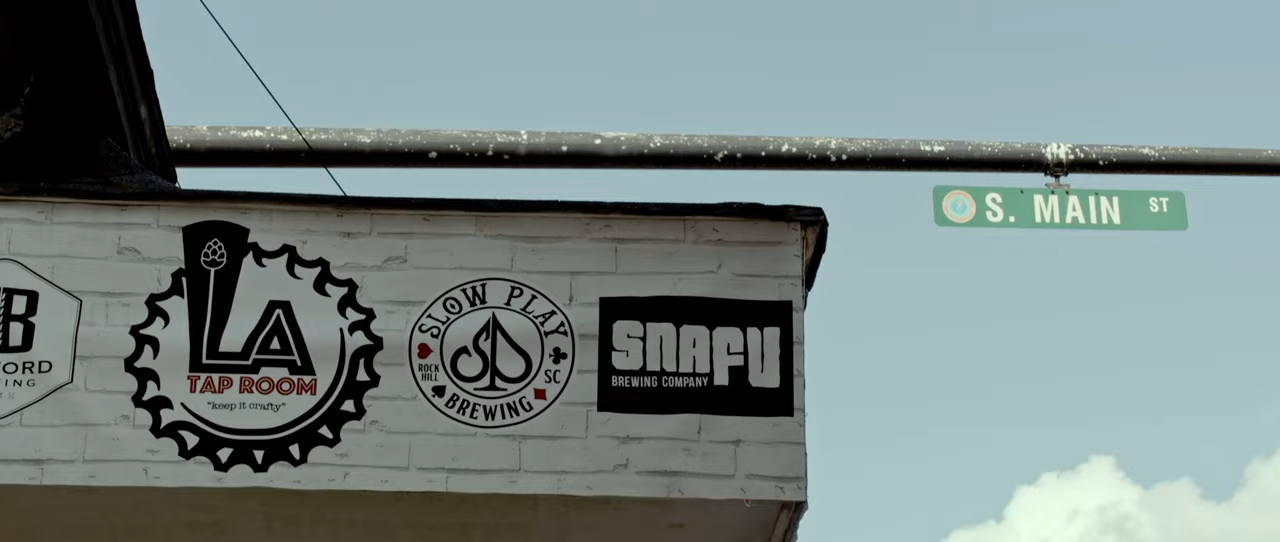 S. MAIN ST
B
LA
TAP ROOM
"keep it crafty"
SLOW PLAY
ROCK HILL
SC
BREWING
SNAFU
BREWING COMPANY